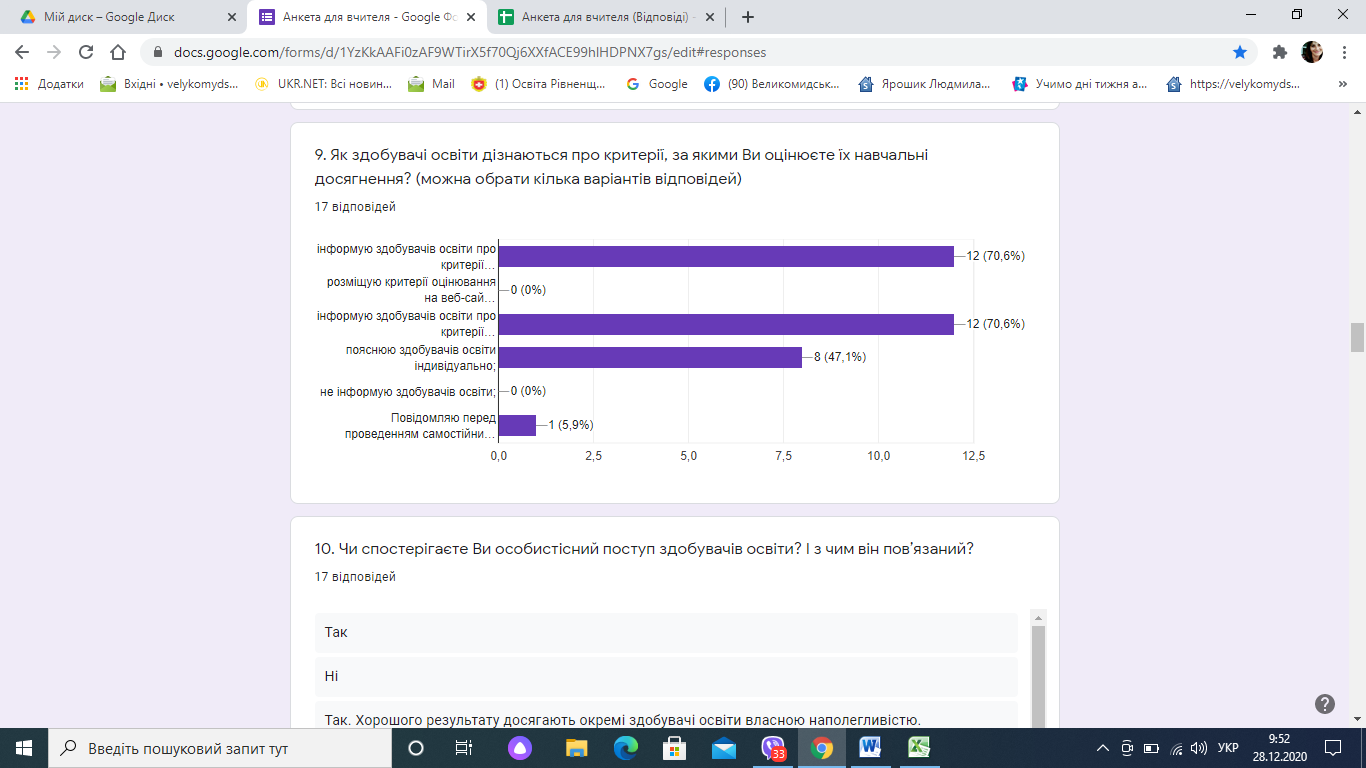 Мій диск – Google Диск
Анкета для вчителя - Google Фо
Анкета для вчителя (Відповіді) -
docs.google.com/forms/d/1YzKkAAFi0zAF9WTirX5f70Qj6XXfACE99hlHDPNX7gs/edit#responses
Додатки
Вхідні • velykomyds...
UKR.NET: Всі новин...
Mail
(1) Освіта Рівненщ...
Google
(90) Великомидськ...
Ярошик Людмила...
Учимо дні тижня а...
https://velykomyds...
9. Як здобувачі освіти дізнаються про критерії, за якими Ви оцінюєте їх навчальні
досягнення? (можна обрати кілька варіантів відповідей)
17 відповідей
інформую здобувачів освіти про
критерії…
12 (70,6%)
розміщую критерії оцінювання
на веб-сай…
0 (0%)
інформую здобувачів освіти про
критерії…
12 (70,6%)
пояснюю здобувачів освіти
індивідуально;
8 (47,1%)
не інформую здобувачів освіти;
0 (0%)
Повідомляю перед
проведенням самостійни…
1 (5,9%)
0,0 2,5 5,0 7,5 10,0 12,5
10. Чи спостерігаєте Ви особистісний поступ здобувачів освіти? І з чим він пов’язаний?
17 відповідей
Так
Ні
Так. Хорошого результату досягають окремі здобувачі освіти власною наполегливістю.
Введіть пошуковий запит тут
33
УКР
9:52
28.12.2020